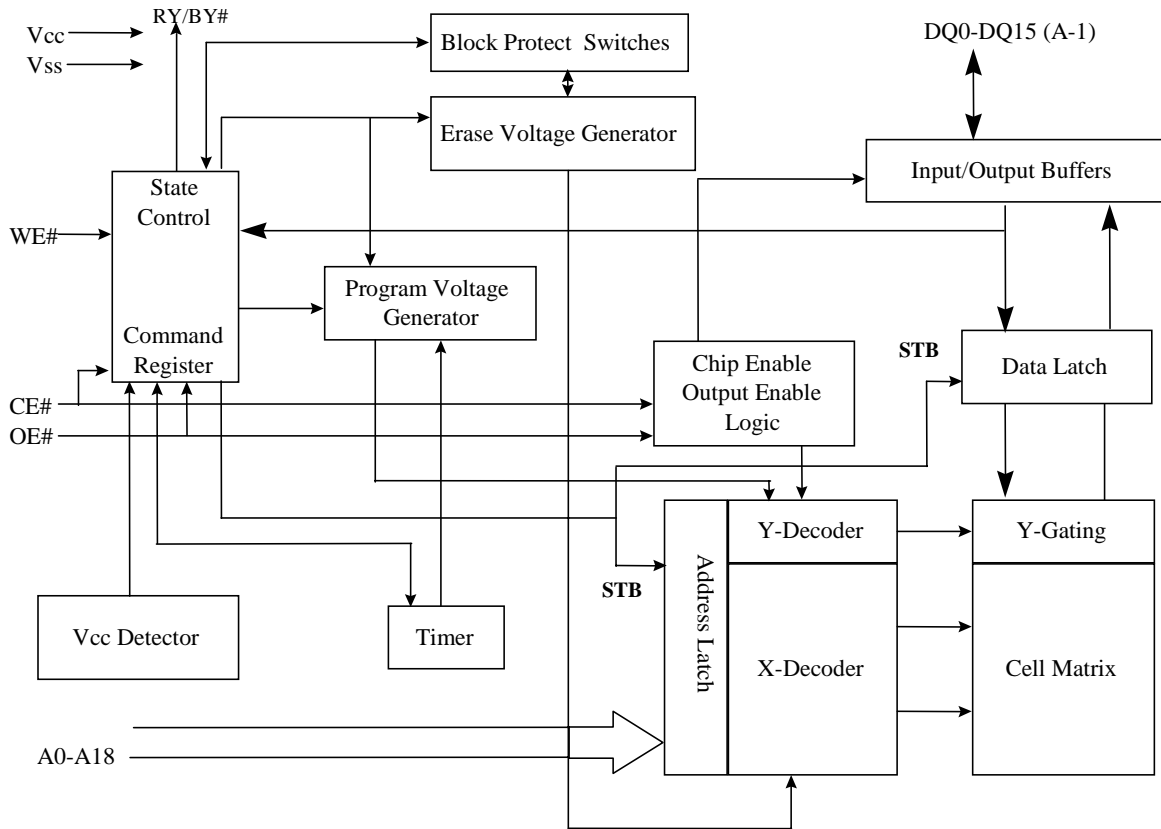 RY/BY#
Vcc
Vss
Block Protect Switches
DQ0-DQ15 (A-1)
Erase Voltage Generator
Input/Output Buffers
State
Control
WE#
Program Voltage
Generator
Command
Register
STB
Chip Enable
Output Enable
Logic
Data Latch
CE#
OE#
Y-Decoder
Y-Gating
Address Latch
STB
Vcc Detector
Timer
X-Decoder
Cell Matrix
A0-A18